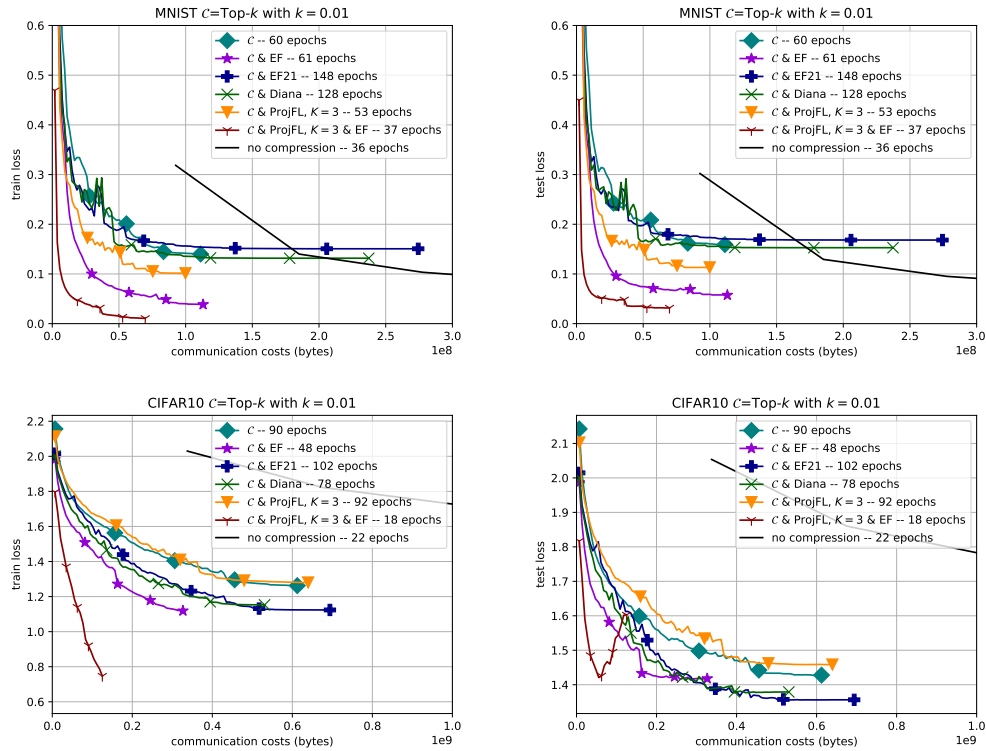 MNIST 𝒞=Top-k with k = 0.01
0.6
0.5
0.4
0.3
0.2
0.1
0.0
train loss
𝒞 -- 60 epochs
𝒞 & EF -- 61 epochs
𝒞 & EF21 -- 148 epochs
𝒞 & Diana -- 128 epochs
𝒞 & ProjFL, K = 3 -- 53 epochs
𝒞 & ProjFL, K = 3 & EF -- 37 epochs
no compression -- 36 epochs
0.0 0.5 1.0 1.5 2.0 2.5 3.0
communication costs (bytes)
1e8
MNIST 𝒞=Top-k with k = 0.01
0.6
0.5
0.4
0.3
0.2
0.1
0.0
test loss
𝒞 -- 60 epochs
𝒞 & EF -- 61 epochs
𝒞 & EF21 -- 148 epochs
𝒞 & Diana -- 128 epochs
𝒞 & ProjFL, K = 3 -- 53 epochs
𝒞 & ProjFL, K = 3 & EF -- 37 epochs
no compression -- 36 epochs
0.0 0.5 1.0 1.5 2.0 2.5 3.0
communication costs (bytes)
1e8
CIFAR10 𝒞=Top-k with k = 0.01
2.2
2.0
1.8
1.6
1.4
1.2
1.0
0.8
0.6
train loss
𝒞 -- 90 epochs
𝒞 & EF -- 48 epochs
𝒞 & EF21 -- 102 epochs
𝒞 & Diana -- 78 epochs
𝒞 & ProjFL, K = 3 -- 92 epochs
𝒞 & ProjFL, K = 3 & EF -- 18 epochs
no compression -- 22 epochs
0.0 0.2 0.4 0.6 0.8 1.0
communication costs (bytes)
1e9
CIFAR10 𝒞=Top-k with k = 0.01
2.1
2.0
1.9
1.8
1.7
1.6
1.5
1.4
test loss
𝒞 -- 90 epochs
𝒞 & EF -- 48 epochs
𝒞 & EF21 -- 102 epochs
𝒞 & Diana -- 78 epochs
𝒞 & ProjFL, K = 3 -- 92 epochs
𝒞 & ProjFL, K = 3 & EF -- 18 epochs
no compression -- 22 epochs
0.0 0.2 0.4 0.6 0.8 1.0
communication costs (bytes)
1e9